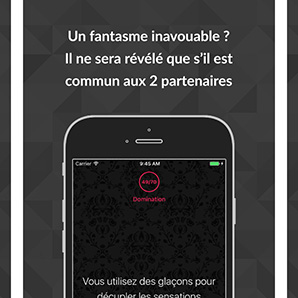 Un fantasme inavouable ?
Il ne sera révélé que s'il est
commun aux 2 partenaires
Carrier 9:45 AM
49/70
Domination
Vous utilisez des glaçons pour
décupler les sensations